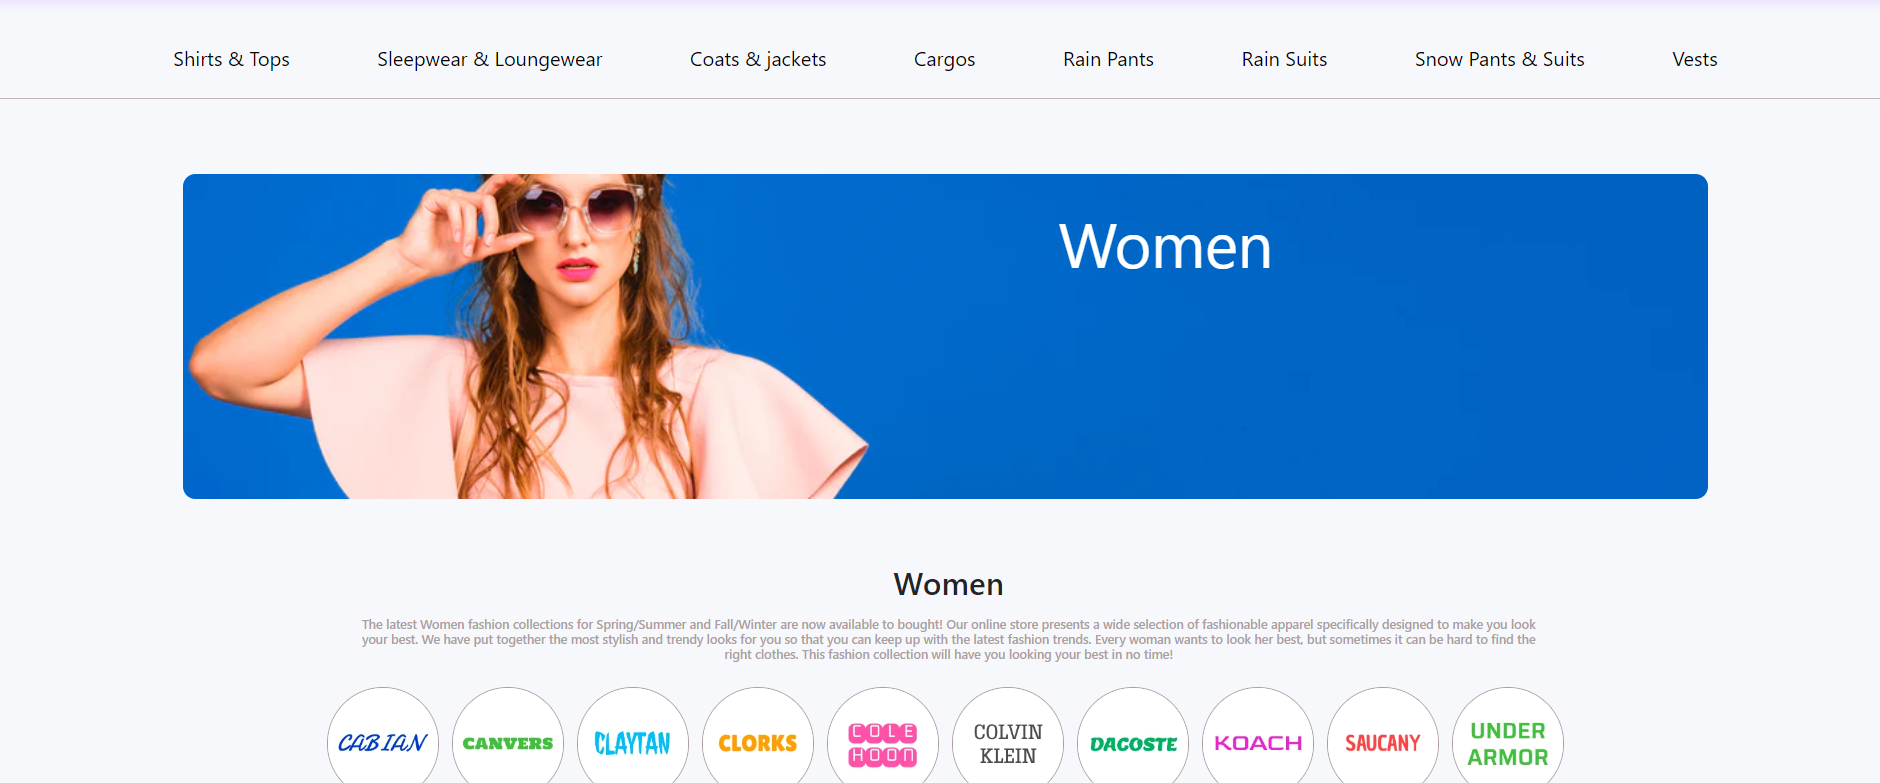 Shirts & Tops Sleepwear & Loungewear Coats & jackets Cargos Rain Pants Rain Suits Snow Pants & Suits Vests
Women
Women
The latest Women fashion collections for Spring/Summer and Fall/Winter are now available to bought! Our online store presents a wide selection of fashionable apparel specifically designed to make you look
your best. We have put together the most stylish and trendy looks for you so that you can keep up with the latest fashion trends. Every woman wants to look her best, but sometimes it can be hard to find the
right clothes. This fashion collection will have you looking your best in no time!
CABIAN
CANVERS
CLAYTAN
CLORKS
COLE
HOON
COLVIN
KLEIN
DACOSTE
KOACH
SAUCANY
UNDER
ARMOR